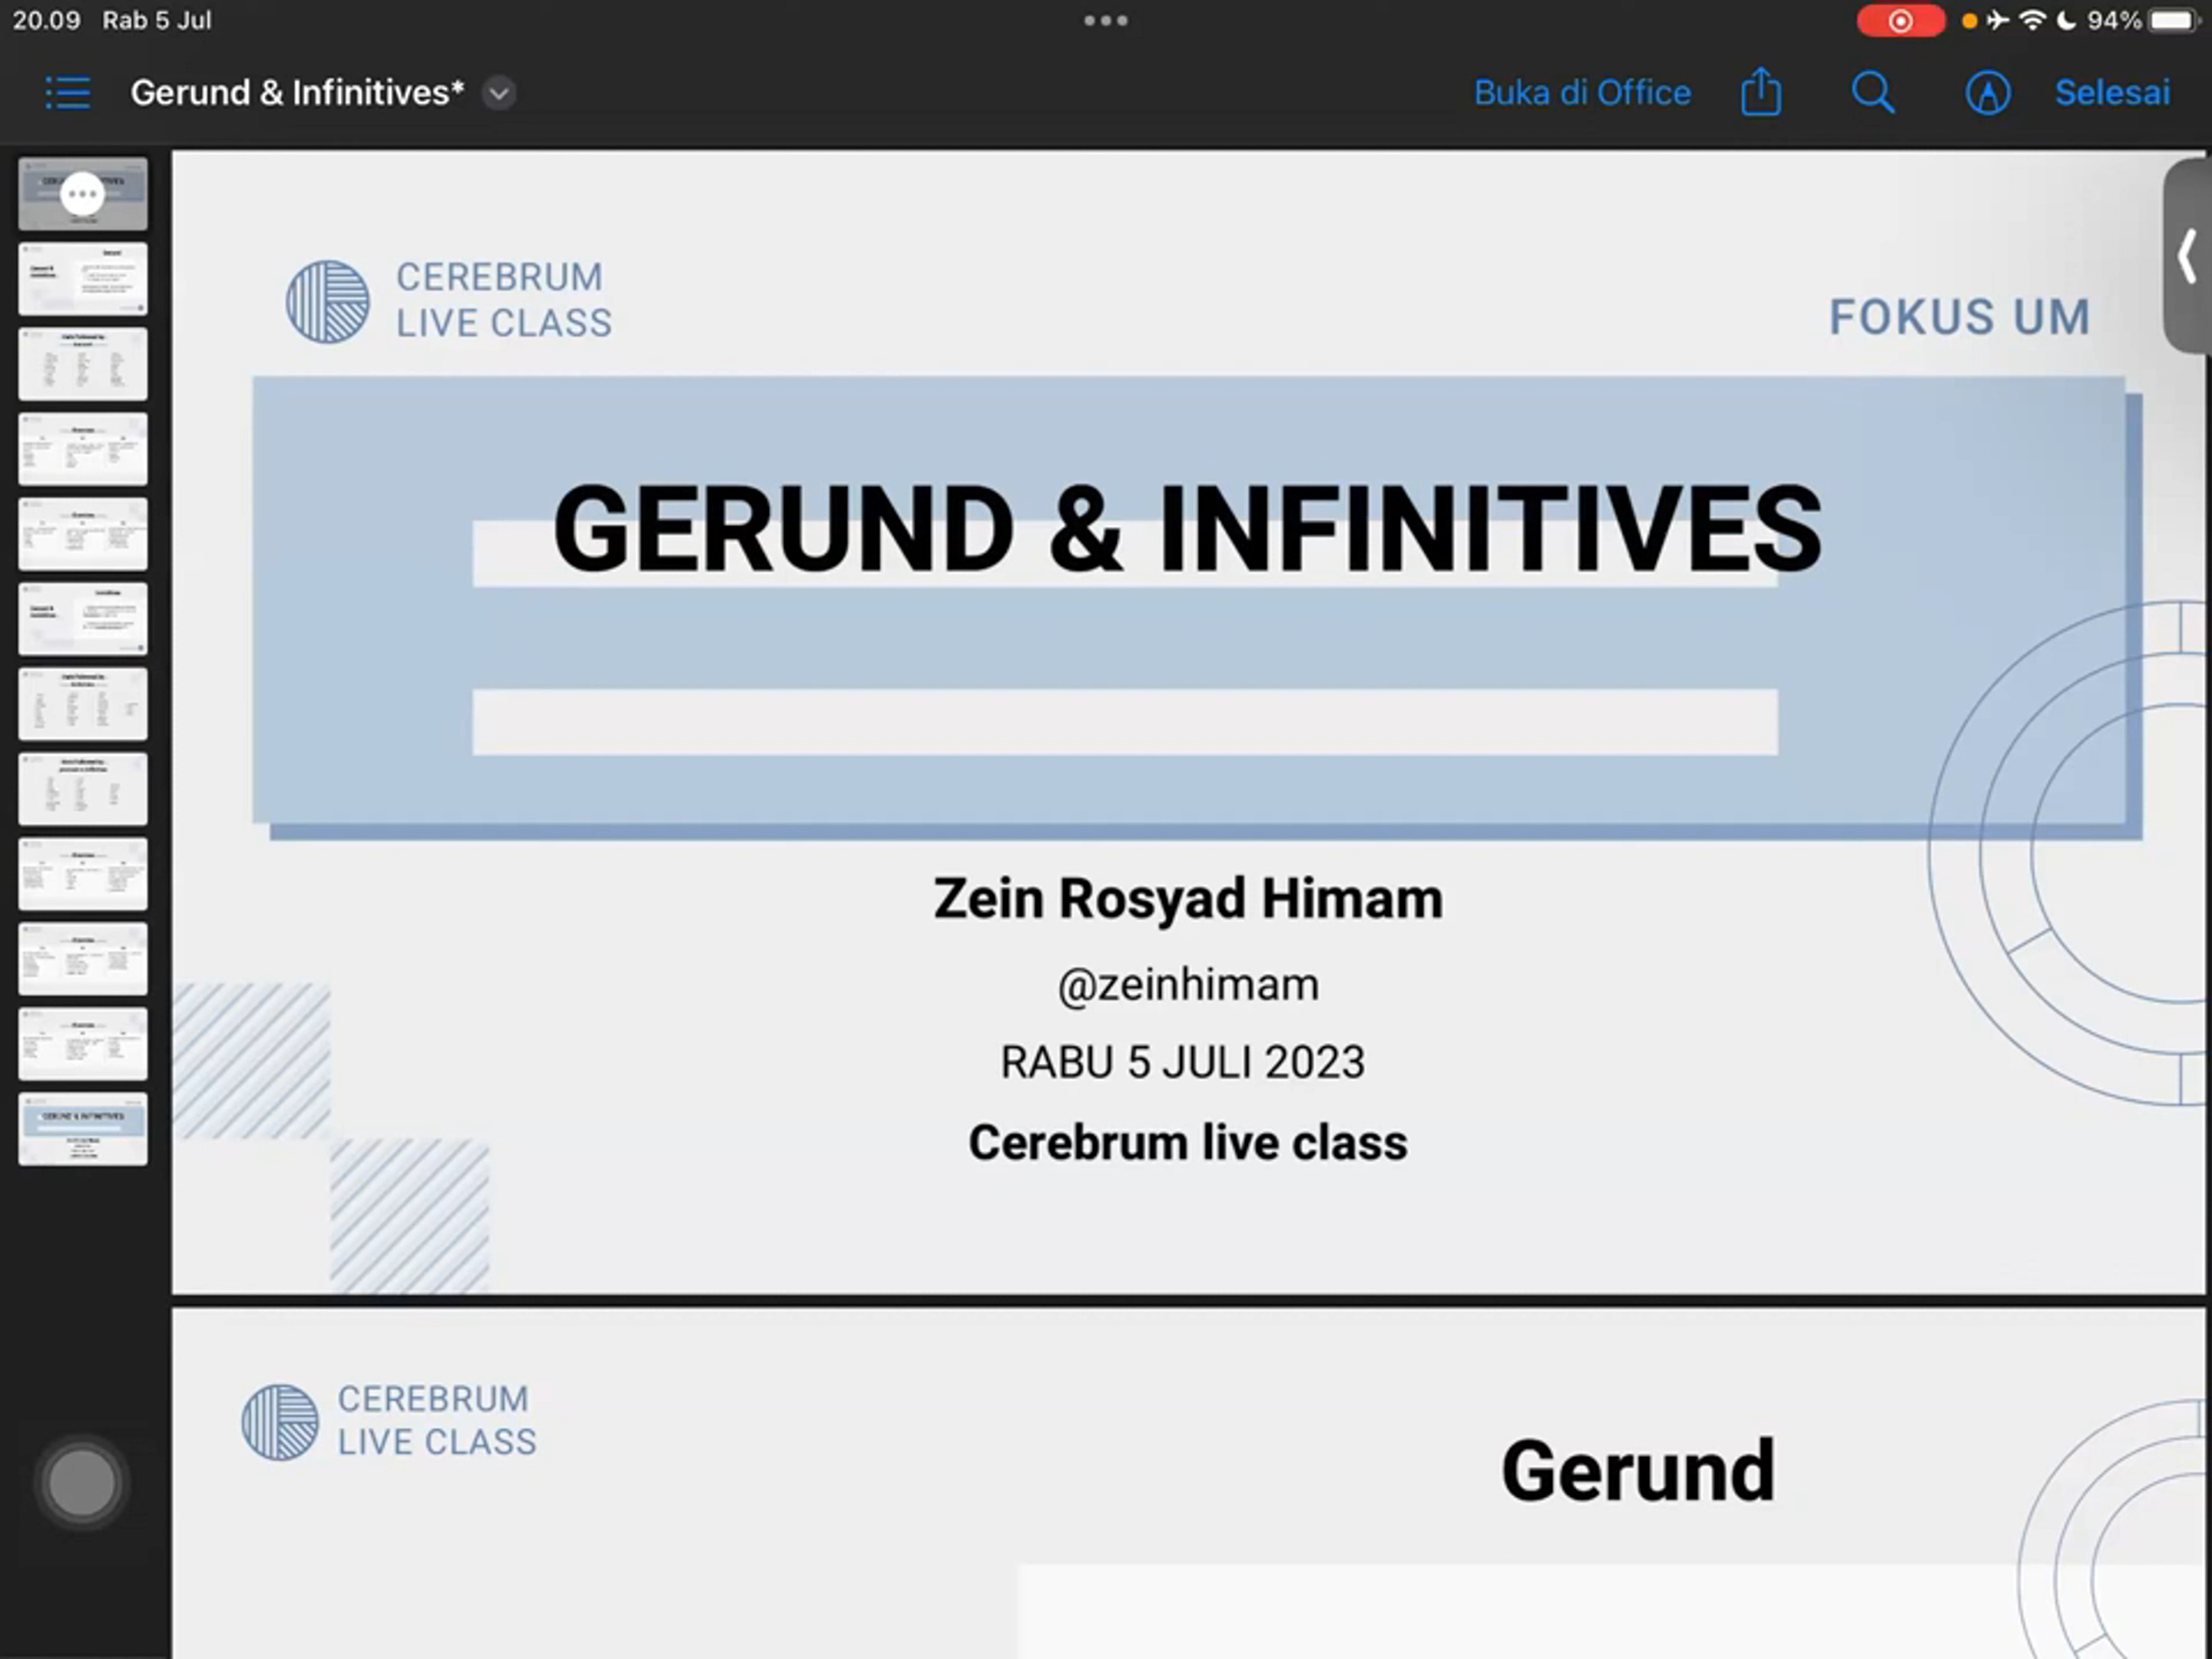 20.09 Rab 5 Jul
94%
Gerund & Infinitives*
Buka di Office
Selesai
CEREBRUM
LIVE CLASS
FOKUS UM
GERUND & INFINITIVES
Zein Rosyad Himam
@zeinhimam
RABU 5 JULI 2023
Cerebrum live class
CEREBRUM
LIVE CLASS
Gerund